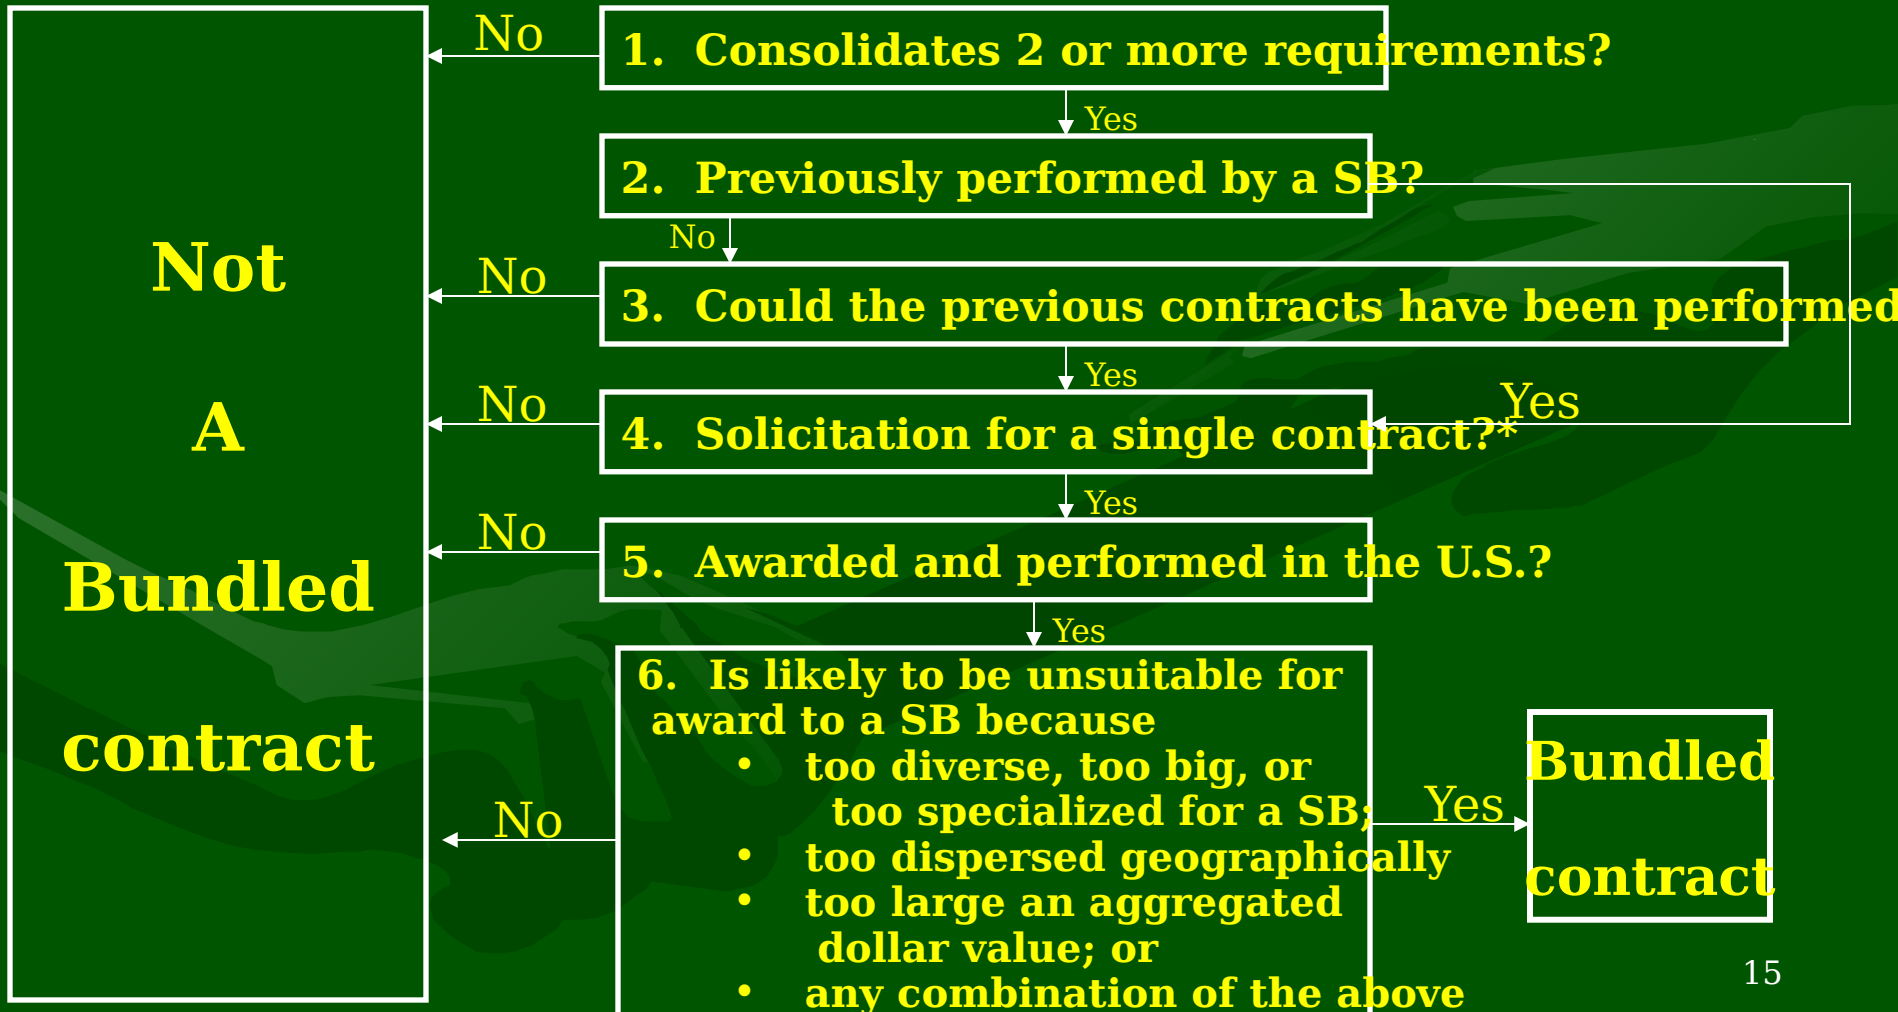 No
1. Consolidates 2 or more requirements?
Yes
2. Previously performed by a SB?
No
No
3. Could the previous contracts have been performed
Yes
No
4. Solicitation for a single contract?*
Yes
Yes
No
5. Awarded and performed in the U.S.?
Yes
Not
A
Bundled
contract
6. Is likely to be unsuitable for
award to a SB because
• too diverse, too big, or
too specialized for a SB;
• too dispersed geographically
• too large an aggregated
dollar value; or
• any combination of the above
No
Yes
Bundled
contract
15